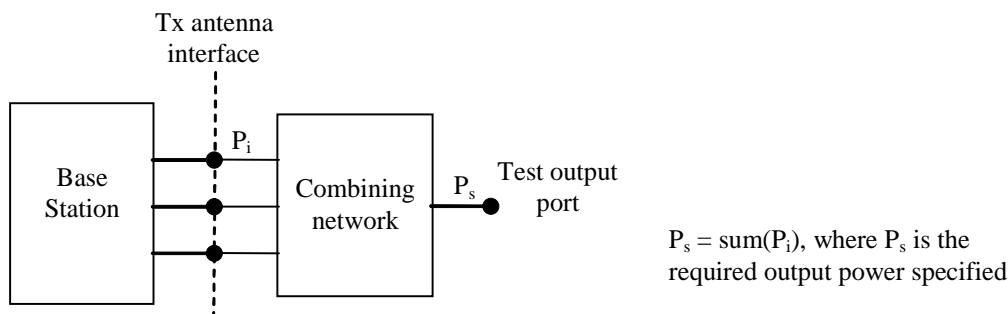 Tx antenna
interface
Base
Station
Pi
Combining
network
Ps
Test output
port
Ps = sum(Pi), where Ps is the
required output power specified